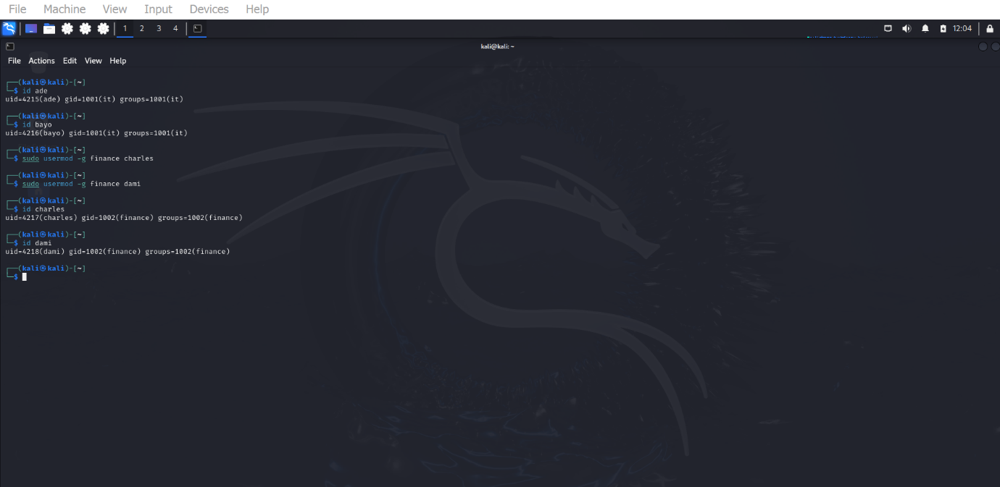 File Machine View Input Devices Help
1 2 3 4 12:04
kali@kali: ~
File Actions Edit View Help
┌──(kali㉿kali)-[~]
└─$ id ade
uid=4215(ade) gid=1001(it) groups=1001(it)
┌──(kali㉿kali)-[~]
└─$ id bayo
uid=4216(bayo) gid=1001(it) groups=1001(it)
┌──(kali㉿kali)-[~]
└─$ sudo usermod -g finance charles
┌──(kali㉿kali)-[~]
└─$ sudo usermod -g finance dami
┌──(kali㉿kali)-[~]
└─$ id charles
uid=4217(charles) gid=1002(finance) groups=1002(finance)
┌──(kali㉿kali)-[~]
└─$ id dami
uid=4218(dami) gid=1002(finance) groups=1002(finance)
┌──(kali㉿kali)-[~]
└─$